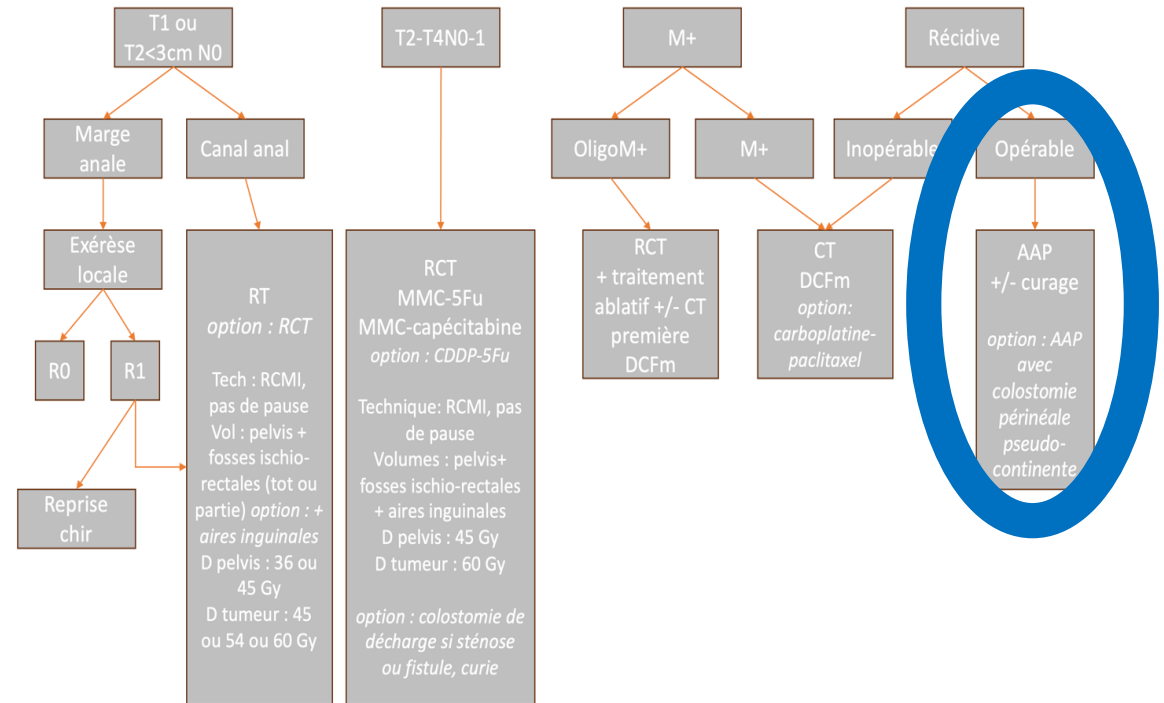 T1 ou
T2<3cm N0
T2-T4N0-1
M+
Récidive
Marge
anale
Canal anal
OligoM+
M+
Inopérable
Opérable
Exérèse
locale
R0
R1
Reprise
chir
RT
option : RCT
Tech : RCMI,
pas de pause
Vol : pelvis +
fosses ischio-
rectales (tot ou
partie) option : +
aires inguinales
D pelvis : 36 ou
45 Gy
D tumeur : 45
ou 54 ou 60 Gy
RCT
MMC-5Fu
MMC-capécitabine
option : CDDP-5Fu
Technique: RCMI, pas
de pause
Volumes : pelvis+
fosses ischio-rectales
+ aires inguinales
D pelvis : 45 Gy
D tumeur : 60 Gy
option : colostomie de
décharge si sténose
ou fistule, curie
RCT
+ traitement
ablatif +/- CT
première
DCFm
CT
DCFm
option:
carboplatine-
paclitaxel
AAP
+/- curage
option : AAP
avec
colostomie
périnéale
pseudo-
continente